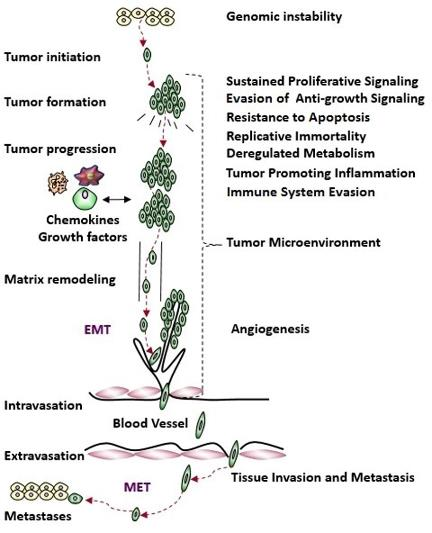 Genomic instability
Tumor initiation
Sustained Proliferative Signaling
Evasion of Anti-growth Signaling
Tumor formation
Resistance to Apoptosis
Replicative Immortality
Tumor progression
Deregulated Metabolism
Tumor Promoting Inflammation
Immune System Evasion
Chemokines
Growth factors
Tumor Microenvironment
Matrix remodeling
EMT
Angiogenesis
Intravasation
Blood Vessel
Extravasation
Tissue Invasion and Metastasis
MET
Metastases